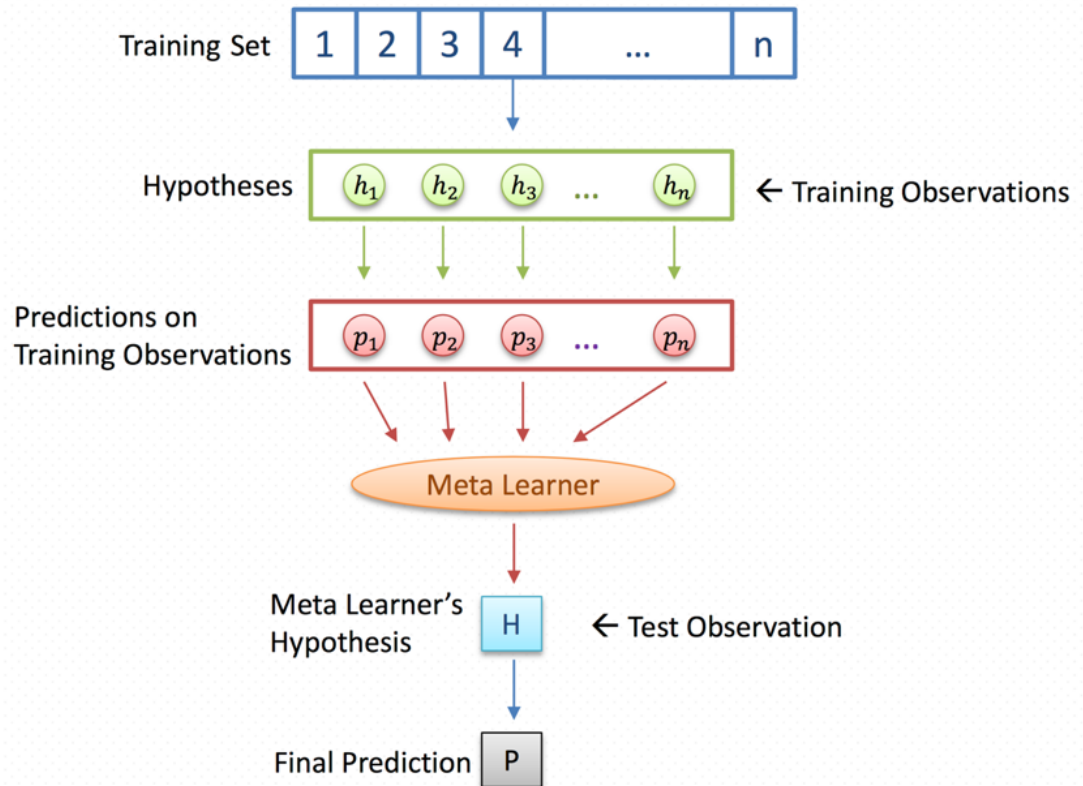 Training Set 1 2 3 4 ... n
Hypotheses h₁ h₂ h₃ ... hₙ ← Training Observations
Predictions on
Training Observations p₁ p₂ p₃ ... pₙ
Meta Learner
Meta Learner’s
Hypothesis H ← Test Observation
Final Prediction P